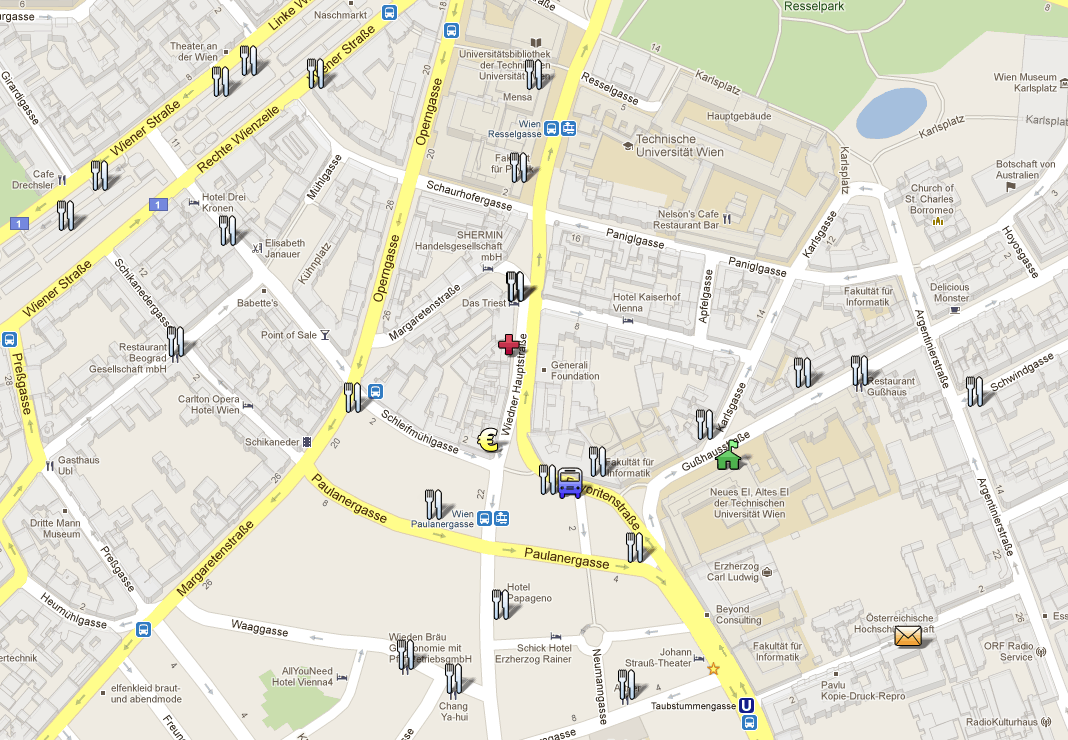 argasse
Linke W
Naschmarkt
Resselpark
Theater an
der Wien
Wiener Straße
Universitätsbibliothek
der Technischen
Universität Wien
Mensa
Karlsplatz
Wien Museum
Karlsplatz
Girardigasse
Resselgasse
Hauptgebäude
Karlsplatz
Karlsplatz
Wiener Straße
Operngasse
Wien
Resselgasse
Technische
Universität Wien
Rechte Wienzeile
Cafe
Drechsler
Mühlgasse
Schaurhofergasse
Karlsplatz
Botschaft von
Australien
Church of
St. Charles
Borromeo
Hotel Drei
Kronen
Nelson's Cafe
Restaurant Bar
1
1
Elisabeth
Janauer
Kühnplatz
SHERMIN
Handelsgesellschaft
mbH
Paniglgasse
Paniglgasse
Karlsgasse
Hoyosgasse
Wiener Straße
Schikanedergasse
Operngasse
Babette's
Margaretenstraße
Das Triest
Hotel Kaiserhof
Vienna
Apfelgasse
Fakultät für
Informatik
Delicious
Monster
Point of Sale
Restaurant
Beograd
Gesellschaft mbH
Preßgasse
Wiedner Hauptstraße
Generali
Foundation
Argentinierstraße
Schwindgasse
Restaurant
Gußhaus
Carlton Opera
Hotel Wien
Schleifmühlgasse
Karlsgasse
Schikaneder
€
Gußhausstraße
Gasthaus
Ubl
Fakultät für
Informatik
Neues EI, Altes EI
der Technischen
Universität Wien
Paulanergasse
Wien
Paulanergasse
Argentinierstraße
Dritte Mann
Museum
Margaretenstraße
Paulanergasse
Preßgasse
Erzherzog
Carl Ludwig
Hotel
Papageno
Heumühlgasse
Beyond
Consulting
Waaggasse
Wieden Bräu
Schick Hotel
Erzherzog Rainer
Johann
Strauß-Theater
Fakultät für
Informatik
Österreichische
ORF Radio
Service
AllYouNeed
Hotel Vienna4
Neumanngasse
elfenkleid braut-
und abendmode
Chang
Ya-hui
Taubstummengasse
U
Pavlu
Kopie-Druck-Repro
RadioKulturhaus